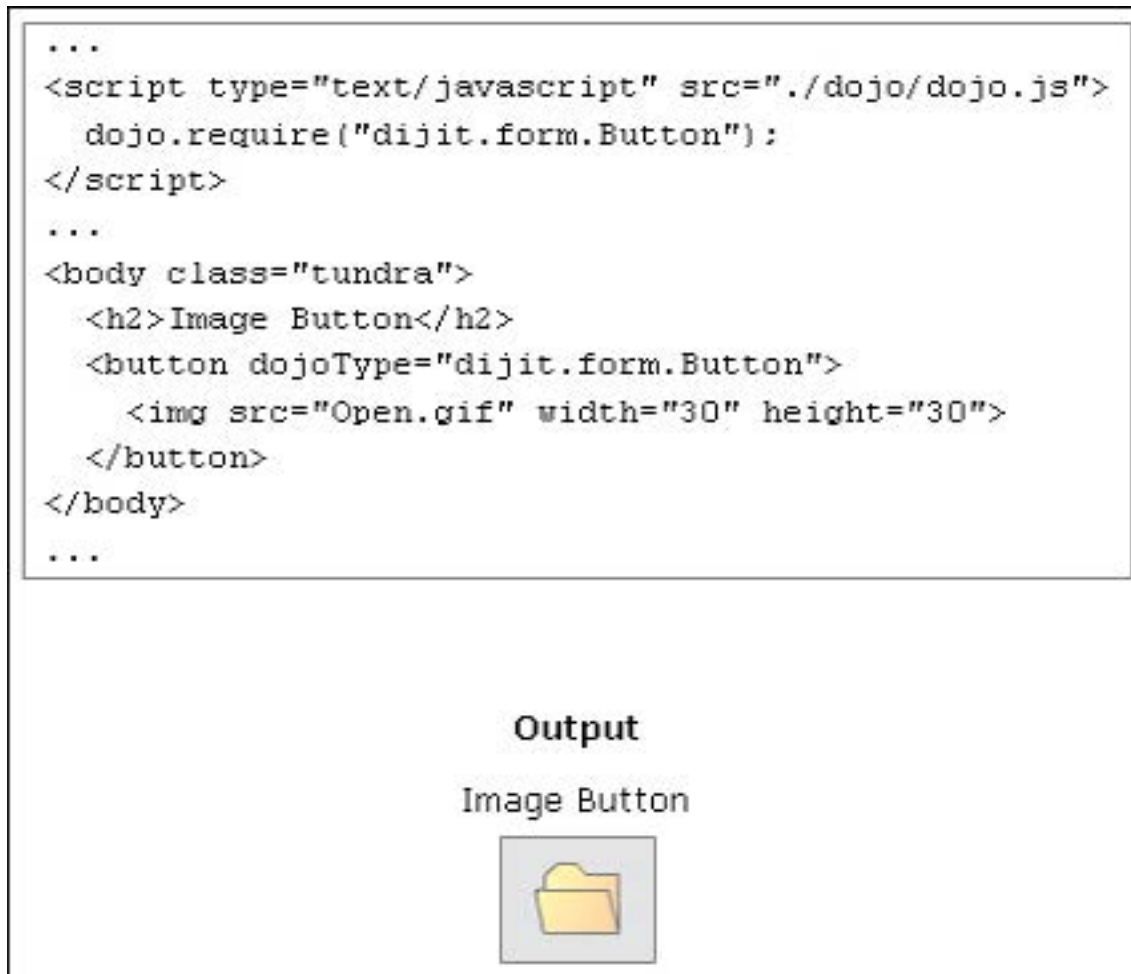 ...
<script type="text/javascript" src="./dojo/dojo.js">
dojo.require("dijit.form.Button");
</script>
...
<body class="tundra">
<h2>Image Button</h2>
<button dojoType="dijit.form.Button">
<img src="Open.gif" width="30" height="30">
</button>
</body>
...
Output
Image Button